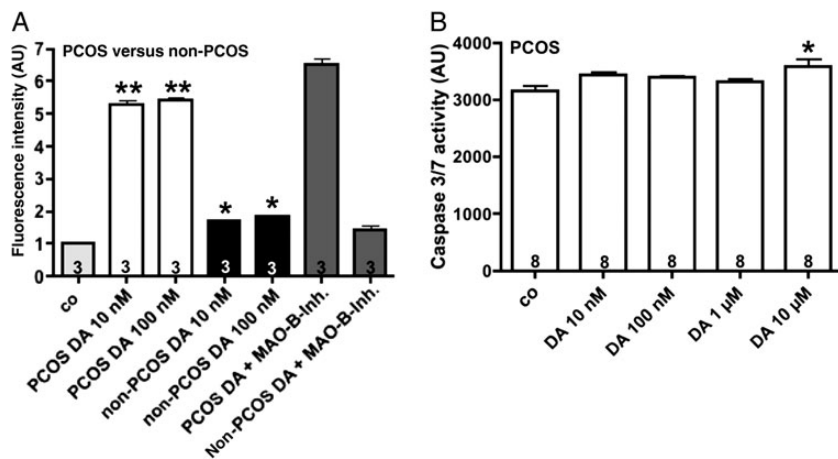 A
PCOS versus non-PCOS
Fluorescence intensity (AU)
7
6
5
4
3
2
1
0
** ** * *
3 3 3 3 3 3 3
co
PCOS DA 10 nM
PCOS DA 100 nM
non-PCOS DA 10 nM
non-PCOS DA 100 nM
PCOS DA + MAO-B-Inh.
Non-PCOS DA + MAO-B-Inh.
B
PCOS
Caspase 3/7 activity (AU)
4000
3000
2000
1000
0
*
8 8 8 8 8
co
DA 10 nM
DA 100 nM
DA 1 µM
DA 10 µM